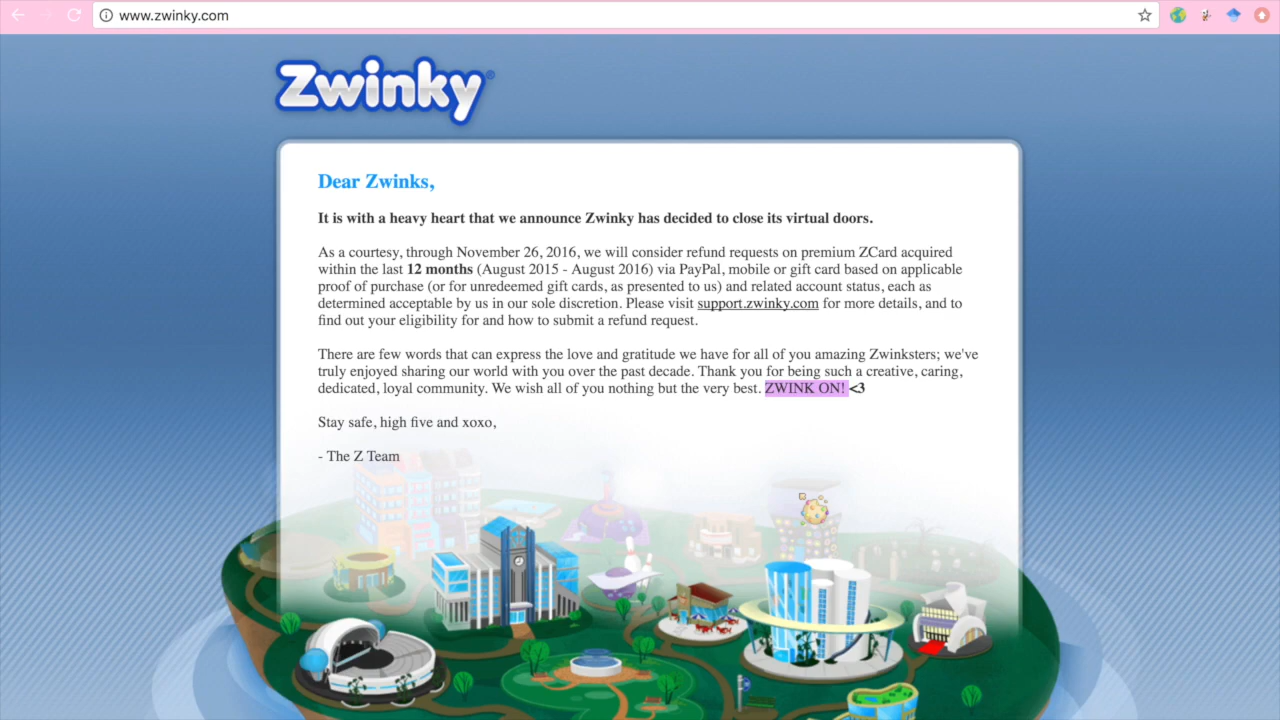 www.zwinky.com
Zwinky®
Dear Zwinks,
It is with a heavy heart that we announce Zwinky has decided to close its virtual doors.
As a courtesy, through November 26, 2016, we will consider refund requests on premium ZCard acquired
within the last 12 months (August 2015 - August 2016) via PayPal, mobile or gift card based on applicable
proof of purchase (or for unredeemed gift cards, as presented to us) and related account status, each as
determined acceptable by us in our sole discretion. Please visit support.zwinky.com for more details, and to
find out your eligibility for and how to submit a refund request.
There are few words that can express the love and gratitude we have for all of you amazing Zwinksters; we've
truly enjoyed sharing our world with you over the past decade. Thank you for being such a creative, caring,
dedicated, loyal community. We wish all of you nothing but the very best. ZWINK ON! <3
Stay safe, high five and xoxo,
- The Z Team